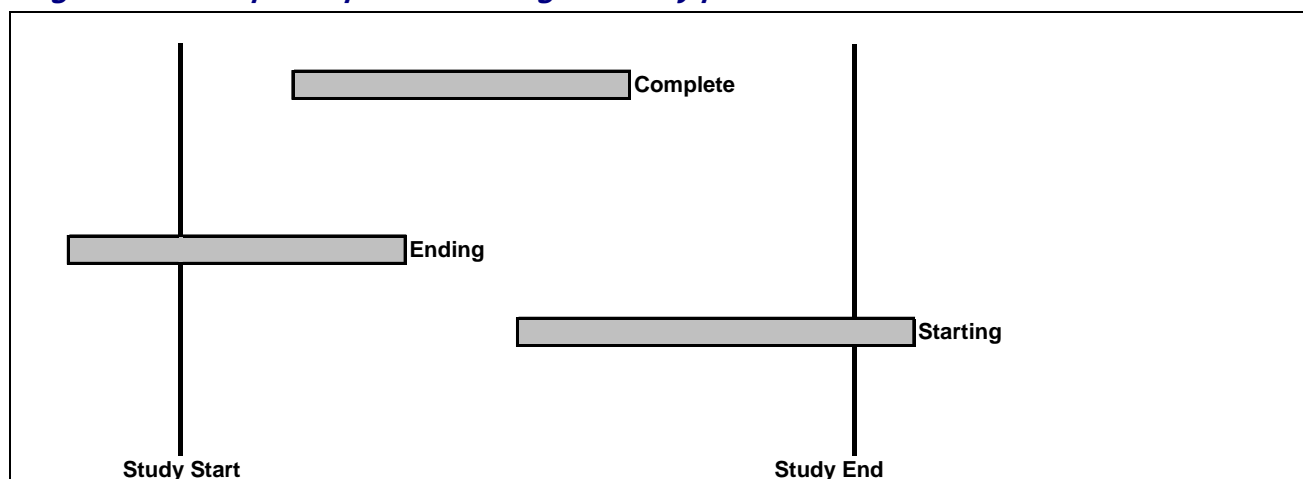 Complete
Ending
Starting
Study Start
Study End